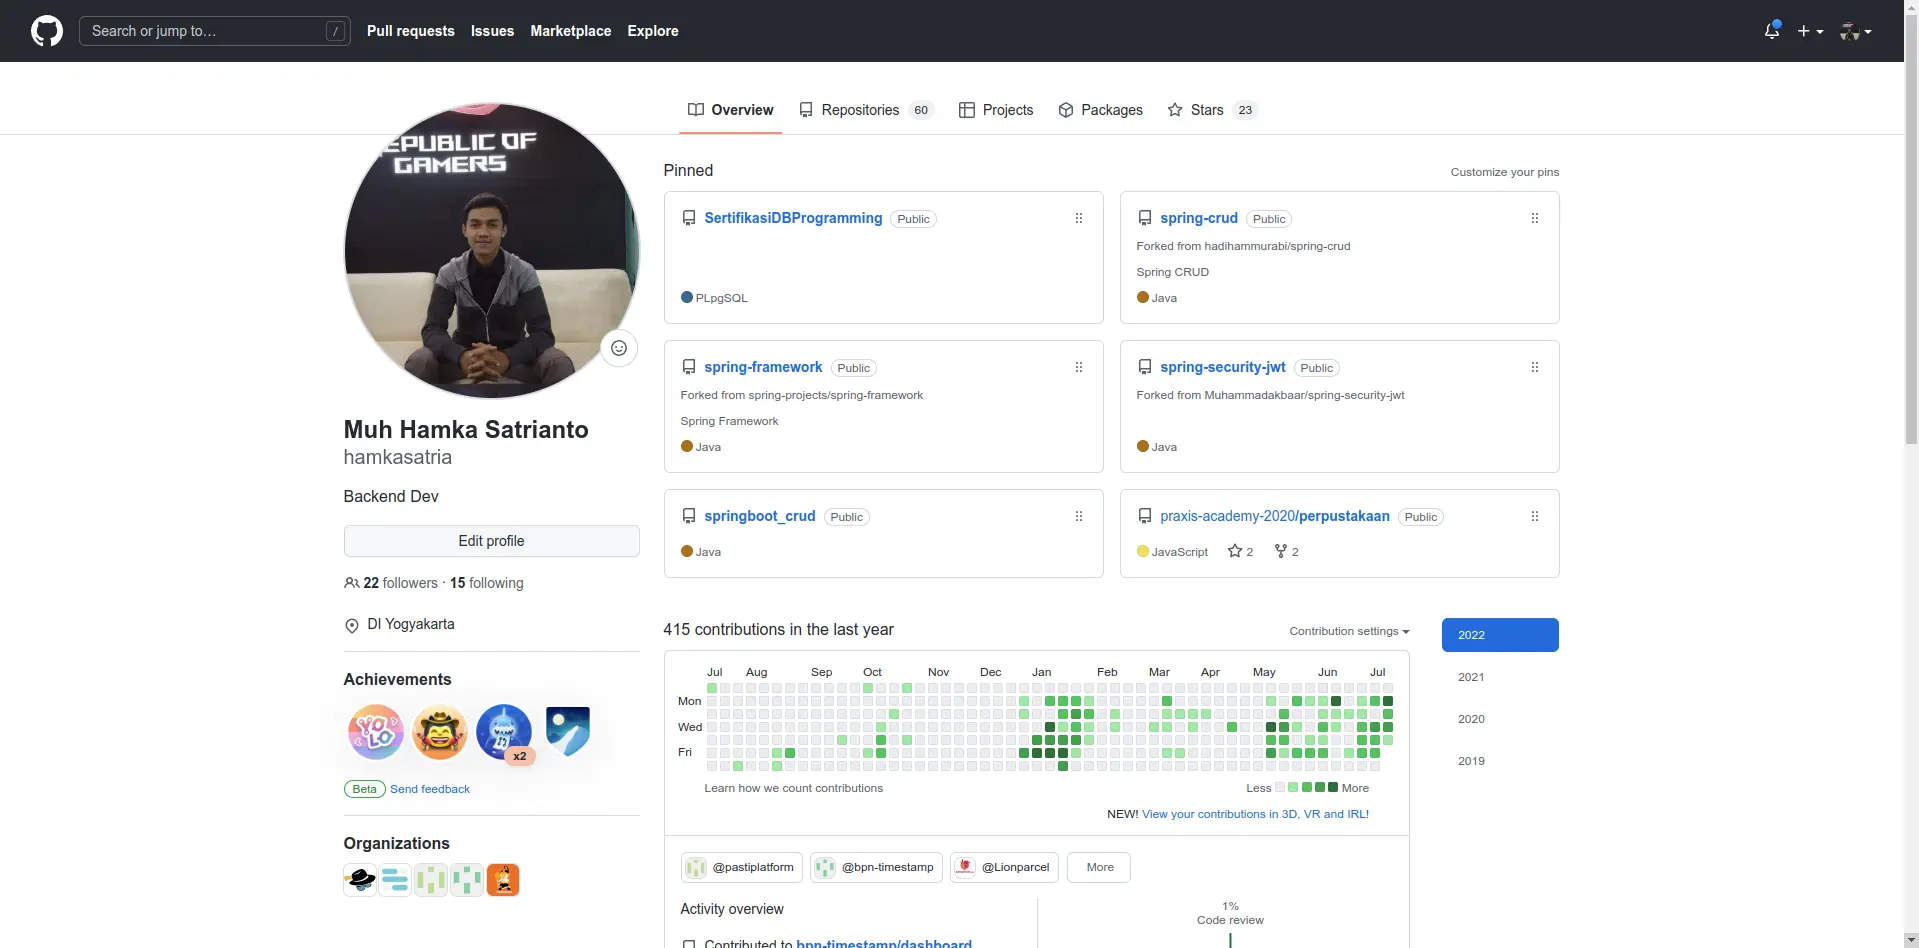 Search or jump to… /
Pull requests Issues Marketplace Explore
Overview Repositories 60 Projects Packages Stars 23
EPUBLIC OF
GAMERS
Muh Hamka Satrianto
hamkasatria
Backend Dev
Edit profile
22 followers · 15 following
DI Yogyakarta
Achievements
YOLO
x2
Beta Send feedback
Organizations
Pinned Customize your pins
SertifikasiDBProgramming Public
PLpgSQL
spring-crud Public
Forked from hadihammurabi/spring-crud
Spring CRUD
Java
spring-framework Public
Forked from spring-projects/spring-framework
Spring Framework
Java
spring-security-jwt Public
Forked from Muhammadakbaar/spring-security-jwt
Java
springboot_crud Public
Java
praxis-academy-2020/perpustakaan Public
JavaScript 2 2
415 contributions in the last year Contribution settings
2022
2021
2020
2019
Jul Aug Sep Oct Nov Dec Jan Feb Mar Apr May Jun Jul
Mon
Wed
Fri
Learn how we count contributions Less More
NEW! View your contributions in 3D, VR and IRL!
@pastiplatform @bpn-timestamp @Lionparcel More
Activity overview
Contributed to bpn-timestamp/dashboard
1%
Code review